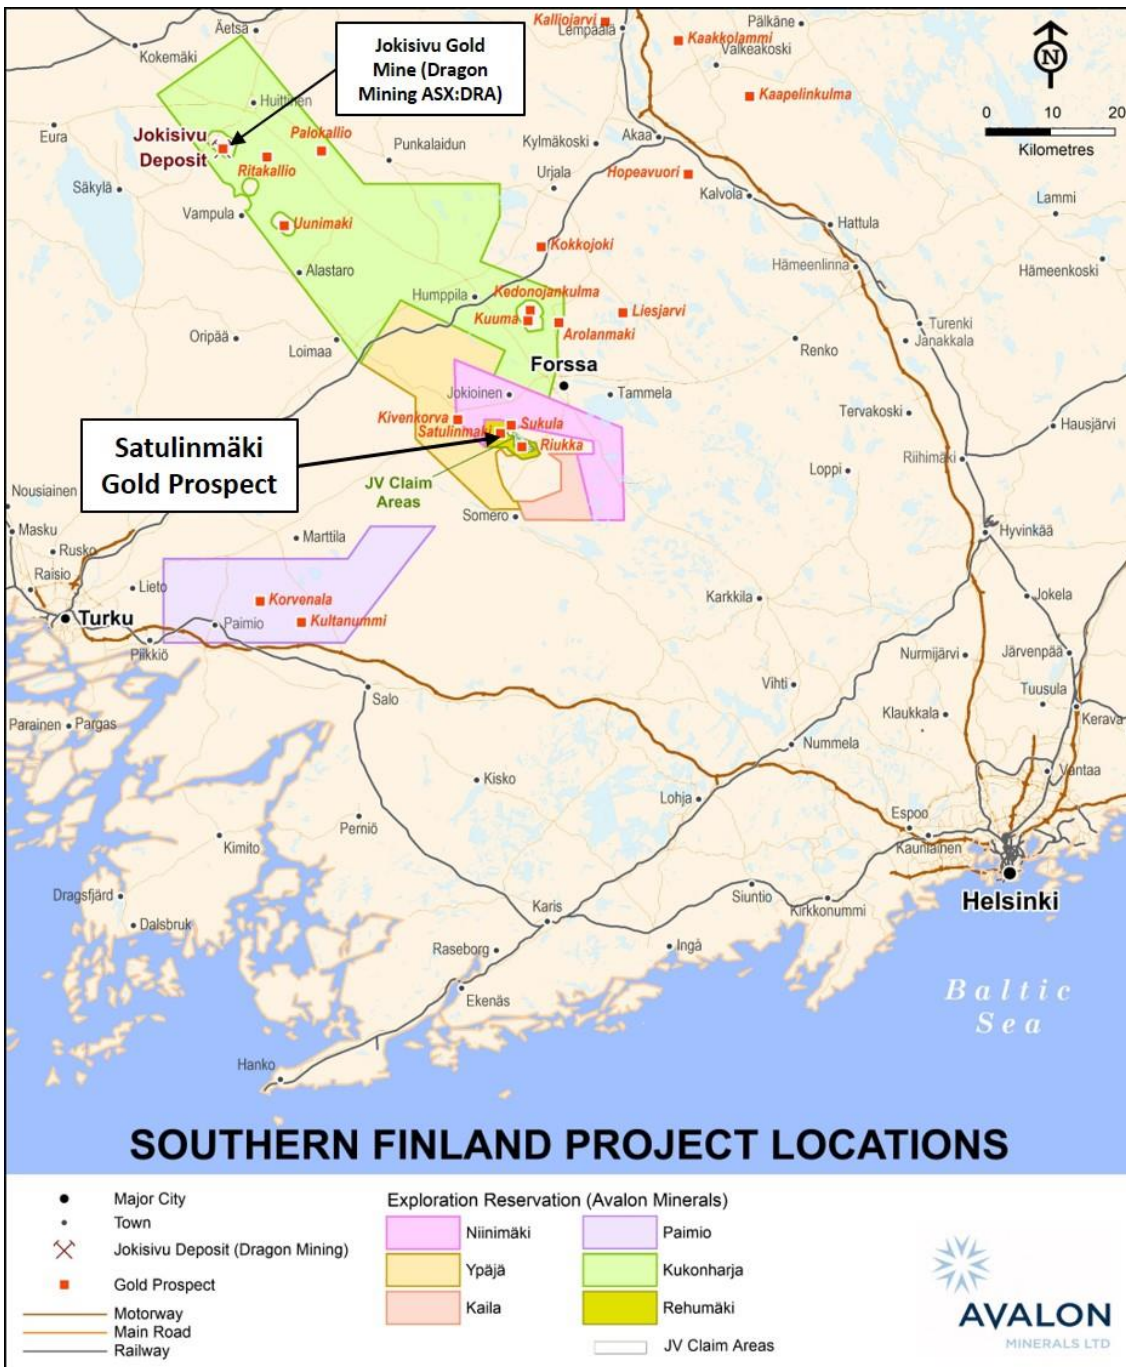 Äetsä
Kokemäki
Jokisivu Gold
Mine (Dragon
Mining ASX:DRA)
Kalliojarvi
Lempäälä
Pälkäne
Kaakkolammi
Valkeakoski
Kaapelinkulma
N
0 10 20
Kilometres
Huittinen
Eura
Jokisivu
Deposit
Palokallio
Ritakallio
Punkalaidun
Kylmäkoski
Akaa
Säkylä
Vampula
Uunimaki
Urjala
Hopeavuori
Kalvola
Lammi
Hattula
Kokkojoki
Alastaro
Hämeenlinna
Hämeenkoski
Humppila
Kedonojankulma
Kuuma
Arolanmaki
Liesjarvi
Oripää
Loimaa
Turenki
Janakkala
Renko
Forssa
Jokioinen
Tammela
Kivenkorva
Satulinmaki
Sukula
Riukka
Tervakoski
Hausjärvi
Satulinmäki
Gold Prospect
JV Claim
Areas
Loppi
Riihimäki
Nousiainen
Somero
Masku
Rusko
Marttila
Hyvinkää
Raisio
Lieto
Korvenala
Kultanummi
Karkkila
Jokela
Turku
Paimio
Piikkiö
Nurmijärvi
Järvenpää
Salo
Vihti
Tuusula
Klaukkala
Kerava
Parainen
Pargas
Nummela
Vantaa
Kisko
Lohja
Perniö
Espoo
Kauniainen
Kimito
Dragsfjärd
Dalsbruk
Siuntio
Kirkkonummi
Helsinki
Karis
Raseborg
Ingå
Ekenäs
Baltic
Sea
Hanko
SOUTHERN FINLAND PROJECT LOCATIONS
Major City
Town
Jokisivu Deposit (Dragon Mining)
Gold Prospect
Motorway
Main Road
Railway
Exploration Reservation (Avalon Minerals)
Niinimäki
Paimio
Ypäjä
Kukonharja
Kaila
Rehumäki
JV Claim Areas
AVALON
MINERALS LTD